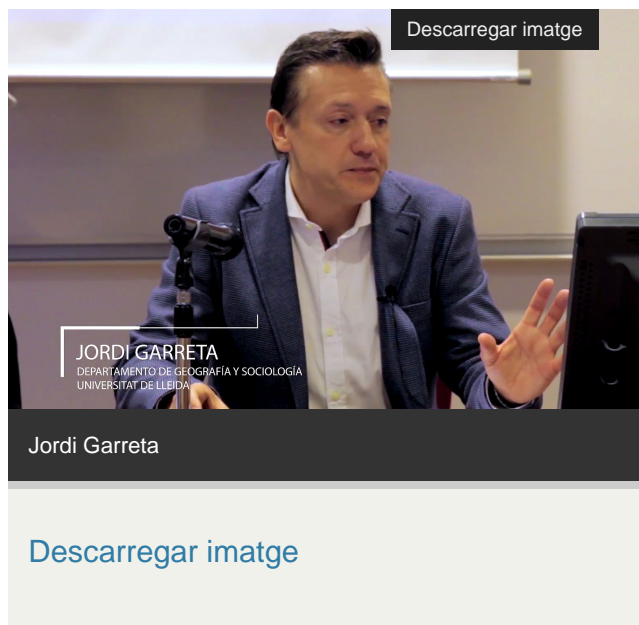 Descarregar imatge
JORDI GARRETA
DEPARTAMENTO DE GEOGRAFÍA Y SOCIOLOGÍA
UNIVERSITAT DE LLEIDA
Jordi Garreta
Descarregar imatge